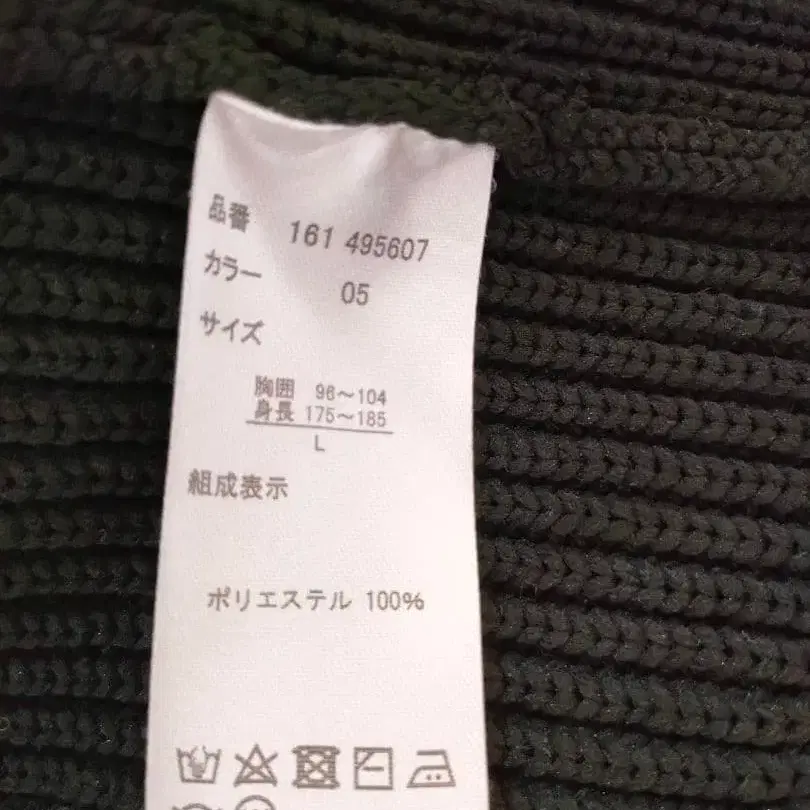 品番 161 495607
カラー 05
サイズ
胸囲 96～104
身長 175～185
L
組成表示
ポリエステル 100%